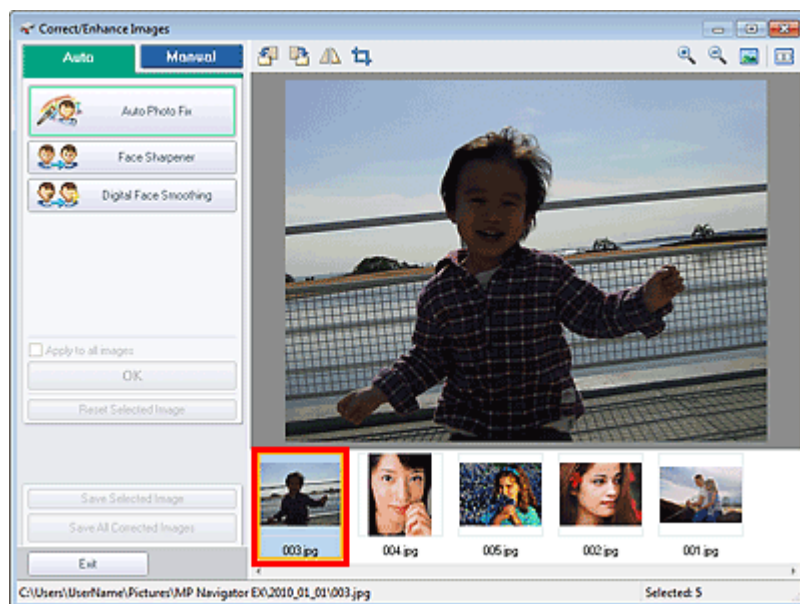 Correct/Enhance Images
Auto
Manual
Auto Photo Fix
Face Sharpener
Digital Face Smoothing
Apply to all images
OK
Reset Selected Image
Save Selected Image
Save All Corrected Images
Exit
003.jpg
004.jpg
005.jpg
002.jpg
001.jpg
C:\Users\UserName\Pictures\MP Navigator EX\2010_01_01\003.jpg
Selected: 5